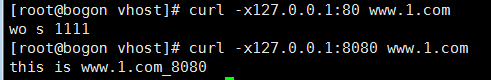 [root@bogon vhost]# curl -x127.0.0.1:80 www.1.com
wo s 1111
[root@bogon vhost]# curl -x127.0.0.1:8080 www.1.com
this is www.1.com_8080